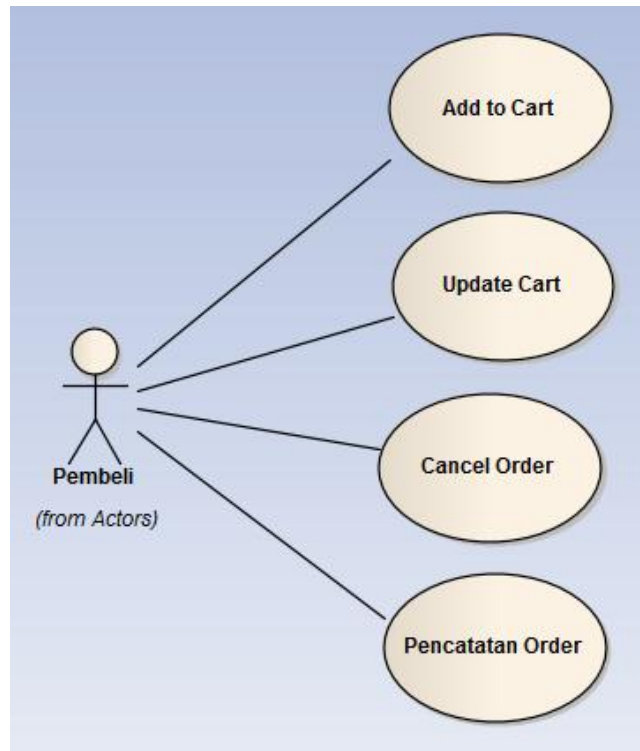 Add to Cart
Update Cart
Pembeli
(from Actors)
Cancel Order
Pencatatan Order